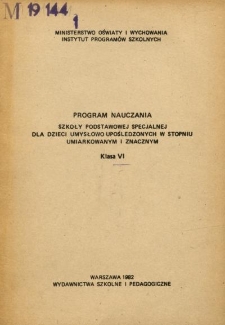 M 19 144
1
MINISTERSTWO OŚWIATY I WYCHOWANIA
INSTYTUT PROGRAMÓW SZKOLNYCH
PROGRAM NAUCZANIA
SZKOŁY PODSTAWOWEJ SPECJALNEJ
DLA DZIECI UMYSŁOWO UPOŚLEDZONYCH W STOPNIU
UMIARKOWANYM I ZNACZNYM
Klasa VI
WARSZAWA 1982
WYDAWNICTWA SZKOLNE I PEDAGOGICZNE